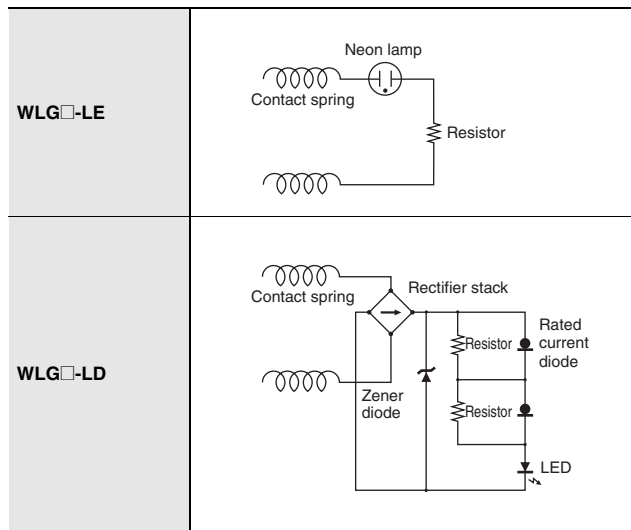 WLG□-LE
Neon lamp
Contact spring
Resistor
WLG□-LD
Contact spring
Rectifier stack
Zener
diode
Resistor
Rated
current
diode
Resistor
LED